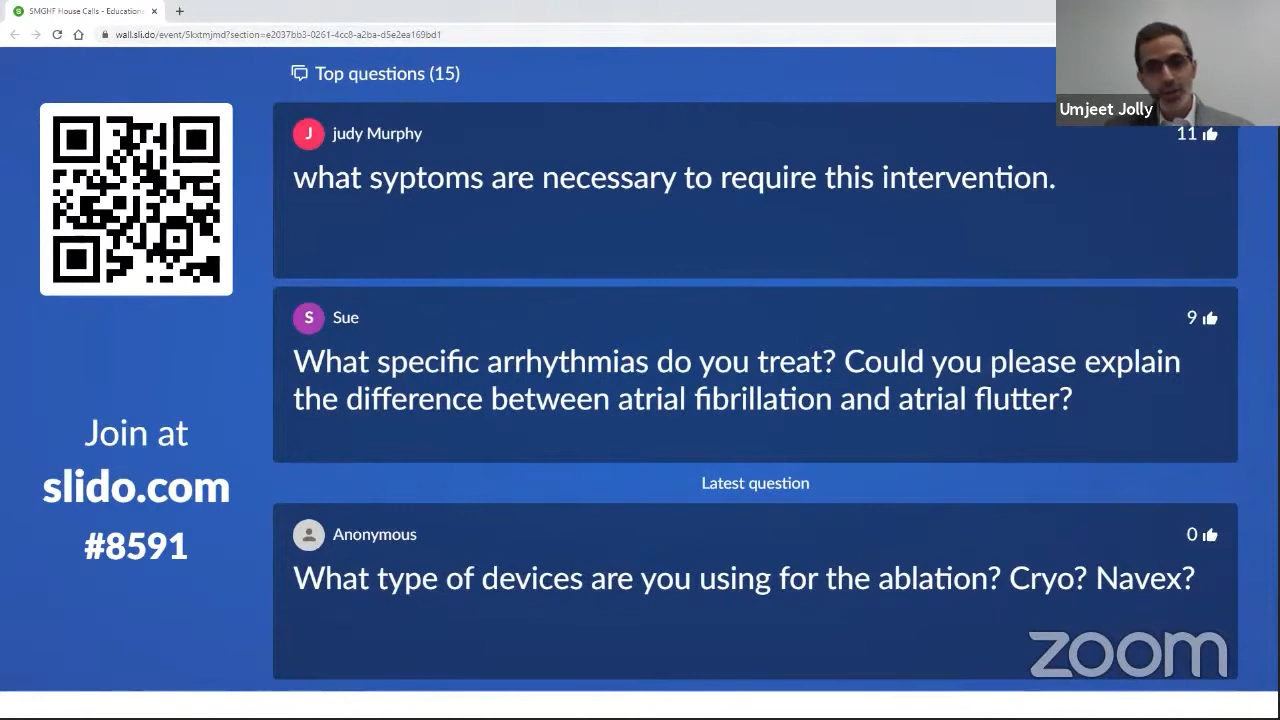 SMGHF House Calls - Education
wall.sli.do/event/5kxtmjmd?section=e2037bb3-0261-4cc8-a2ba-d5e2ea169bd1
Top questions (15)
Umjeet Jolly
J judy Murphy 11
what syptoms are necessary to require this intervention.
S Sue 9
What specific arrhythmias do you treat? Could you please explain
the difference between atrial fibrillation and atrial flutter?
Join at
slido.com
#8591
Latest question
Anonymous 0
What type of devices are you using for the ablation? Cryo? Navex?
zoom